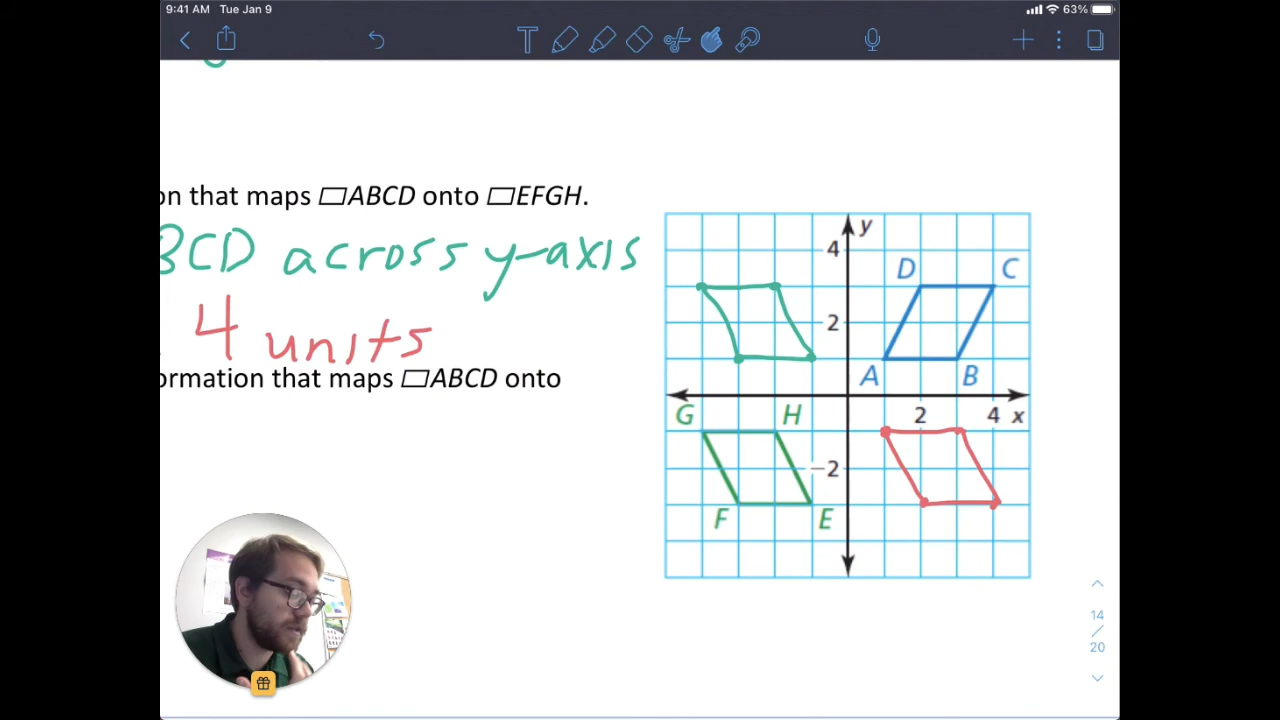 9:41 AM Tue Jan 9 63%
T
on that maps ▱ABCD onto ▱EFGH.
BCD across y-axis
4 units
ormation that maps ▱ABCD onto
y
4
D C
2
A B
G H 2 4 x
−2
F E
14
/
20